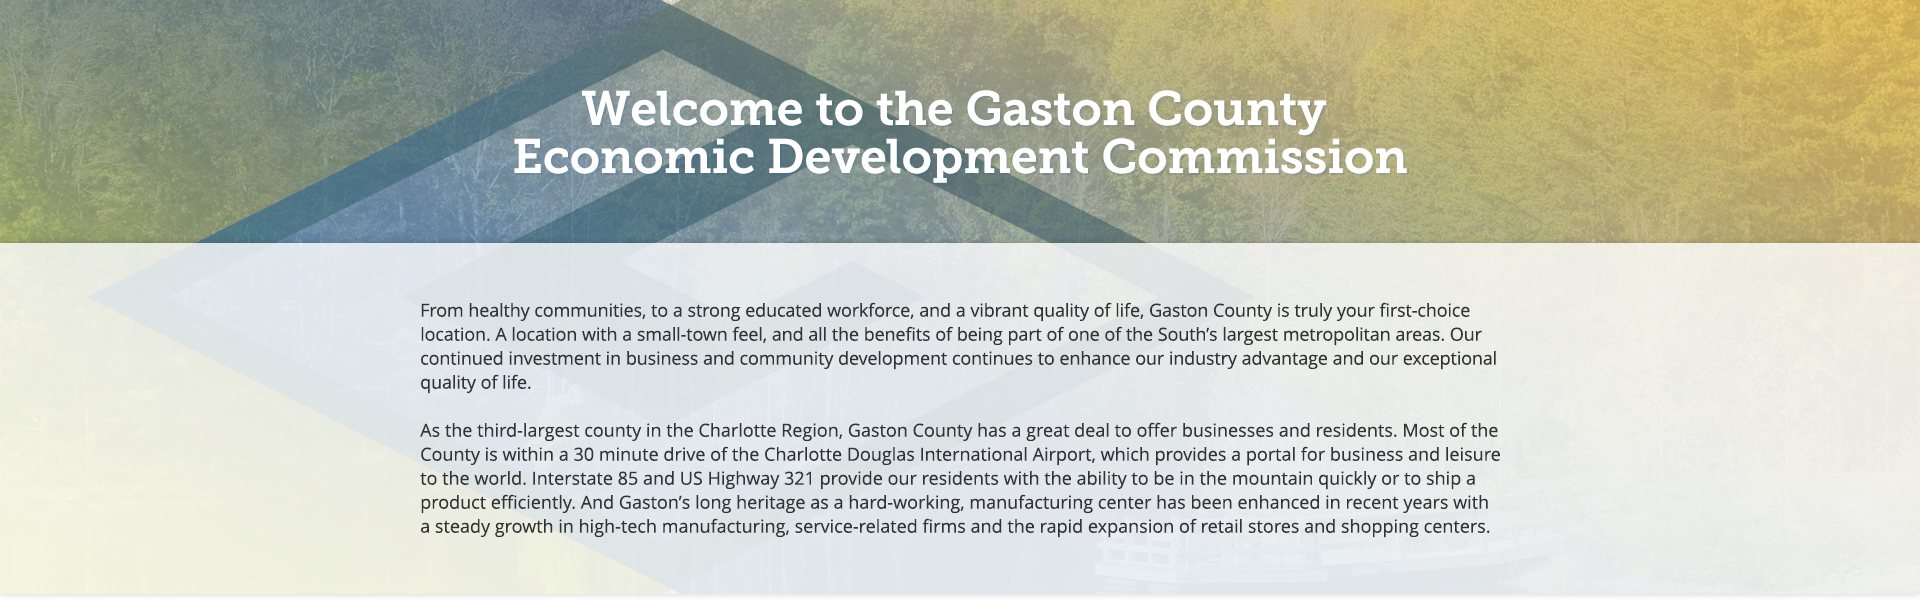 Welcome to the Gaston County
Economic Development Commission
From healthy communities, to a strong educated workforce, and a vibrant quality of life, Gaston County is truly your first-choice
location. A location with a small-town feel, and all the benefits of being part of one of the South’s largest metropolitan areas. Our
continued investment in business and community development continues to enhance our industry advantage and our exceptional
quality of life.
As the third-largest county in the Charlotte Region, Gaston County has a great deal to offer businesses and residents. Most of the
County is within a 30 minute drive of the Charlotte Douglas International Airport, which provides a portal for business and leisure
to the world. Interstate 85 and US Highway 321 provide our residents with the ability to be in the mountain quickly or to ship a
product efficiently. And Gaston’s long heritage as a hard-working, manufacturing center has been enhanced in recent years with
a steady growth in high-tech manufacturing, service-related firms and the rapid expansion of retail stores and shopping centers.